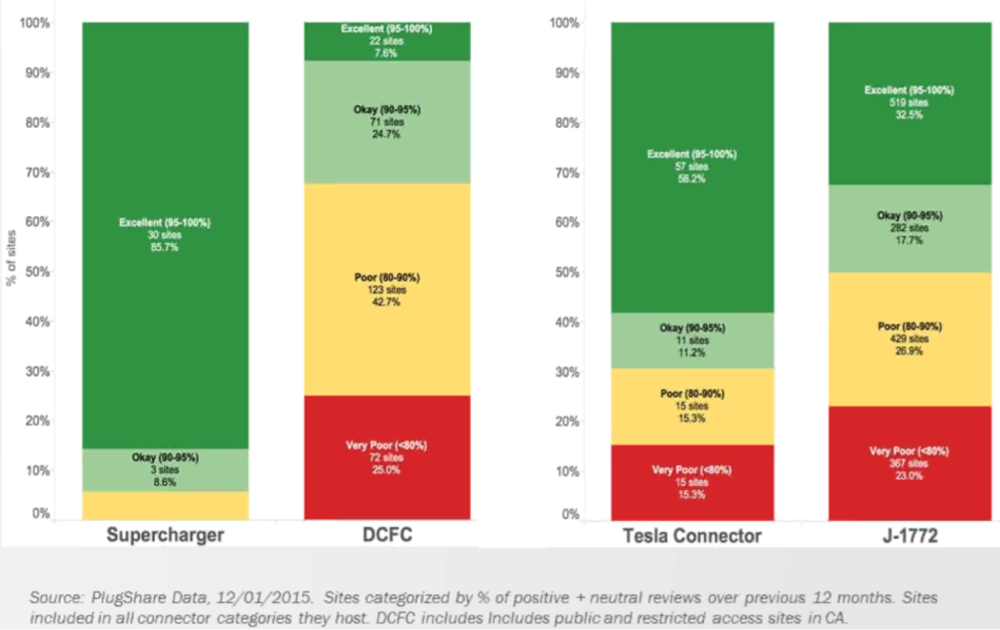 100%
90%
80%
70%
60%
50%
40%
30%
20%
10%
0%
% of sites
Excellent (95-100%)
30 sites
85.7%
Okay (90-95%)
3 sites
8.6%
Supercharger
Excellent (95-100%)
22 sites
7.6%
Okay (90-95%)
71 sites
24.7%
Poor (80-90%)
123 sites
42.7%
Very Poor (<80%)
72 sites
25.0%
DCFC
100%
90%
80%
70%
60%
50%
40%
30%
20%
10%
0%
Excellent (95-100%)
57 sites
58.2%
Okay (90-95%)
11 sites
11.2%
Poor (80-90%)
15 sites
15.3%
Very Poor (<80%)
15 sites
15.3%
Tesla Connector
Excellent (95-100%)
519 sites
32.5%
Okay (90-95%)
282 sites
17.7%
Poor (80-90%)
429 sites
26.9%
Very Poor (<80%)
367 sites
23.0%
J-1772
Source: PlugShare Data, 12/01/2015. Sites categorized by % of positive + neutral reviews over previous 12 months. Sites
included in all connector categories they host. DCFC includes Includes public and restricted access sites in CA.